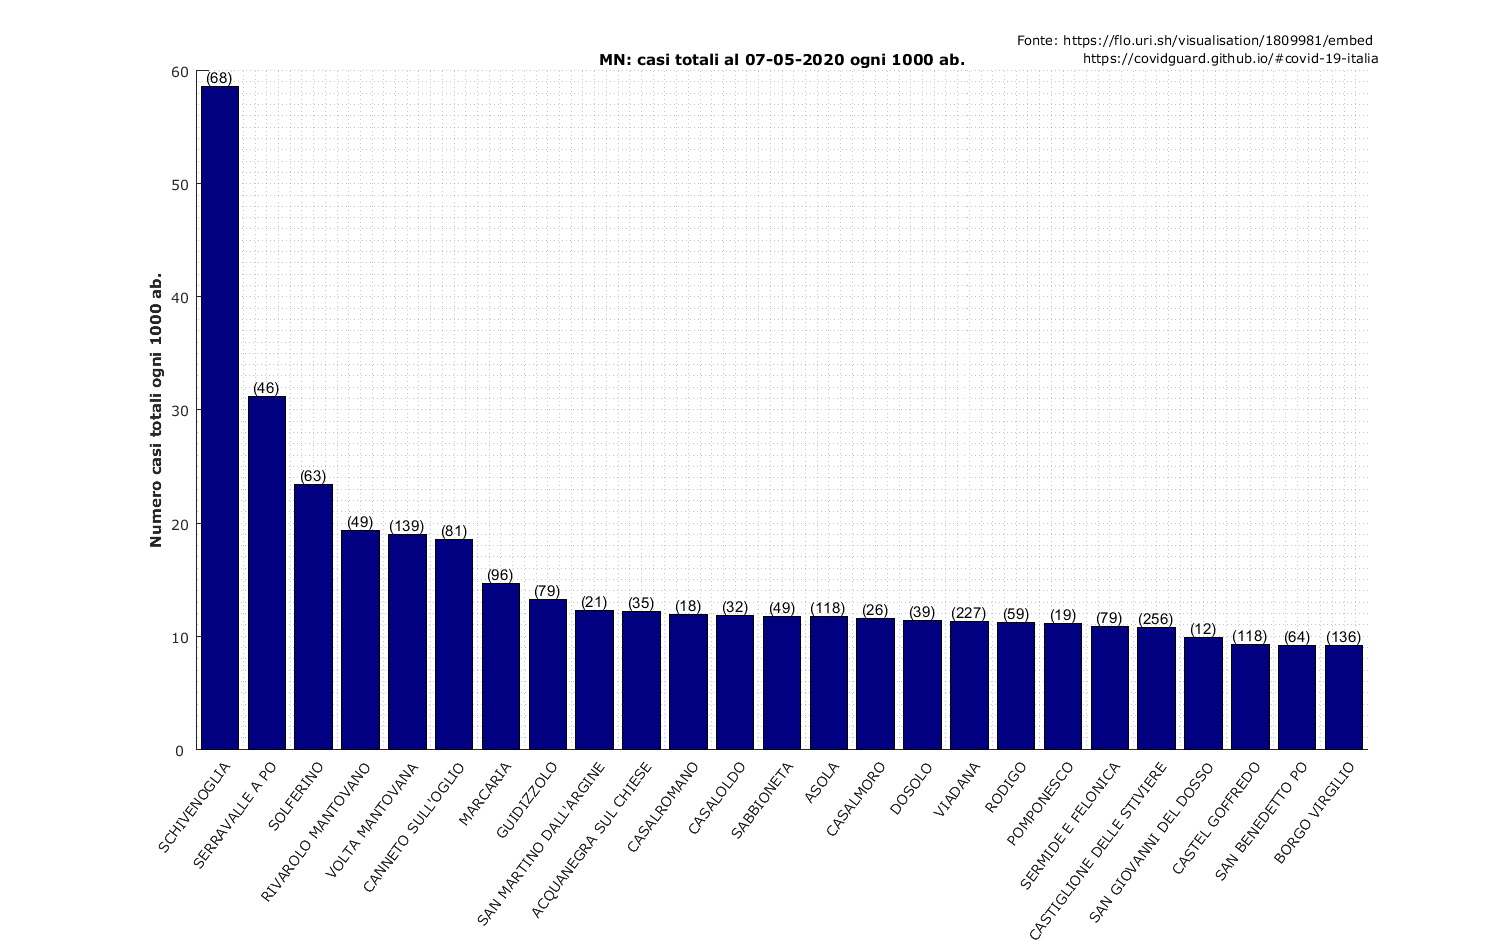 Fonte: https://flo.uri.sh/visualisation/1809981/embed
https://covidguard.github.io/#covid-19-italia
MN: casi totali al 07-05-2020 ogni 1000 ab.
Numero casi totali ogni 1000 ab.
60
50
40
30
20
10
0
(68)
(46)
(63)
(49)
(139)
(81)
(96)
(79)
(21)
(35)
(18)
(32)
(49)
(118)
(26)
(39)
(227)
(59)
(19)
(79)
(256)
(12)
(118)
(64)
(136)
SCHIVENOGLIA
SERRAVALLE A PO
SOLFERINO
RIVAROLO MANTOVANO
VOLTA MANTOVANA
CANNETO SULL'OGLIO
MARCARIA
GUIDIZZOLO
SAN MARTINO DALL'ARGINE
ACQUANEGRA SUL CHIESE
CASALROMANO
CASALOLDO
SABBIONETA
ASOLA
CASALMORO
DOSOLO
VIADANA
RODIGO
POMPONESCO
SERMIDE E FELONICA
CASTIGLIONE DELLE STIVIERE
SAN GIOVANNI DEL DOSSO
CASTEL GOFFREDO
SAN BENEDETTO PO
BORGO VIRGILIO